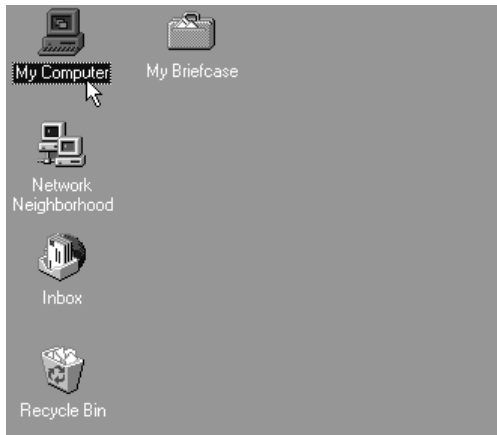 My Computer
My Briefcase
Network
Neighborhood
Inbox
Recycle Bin